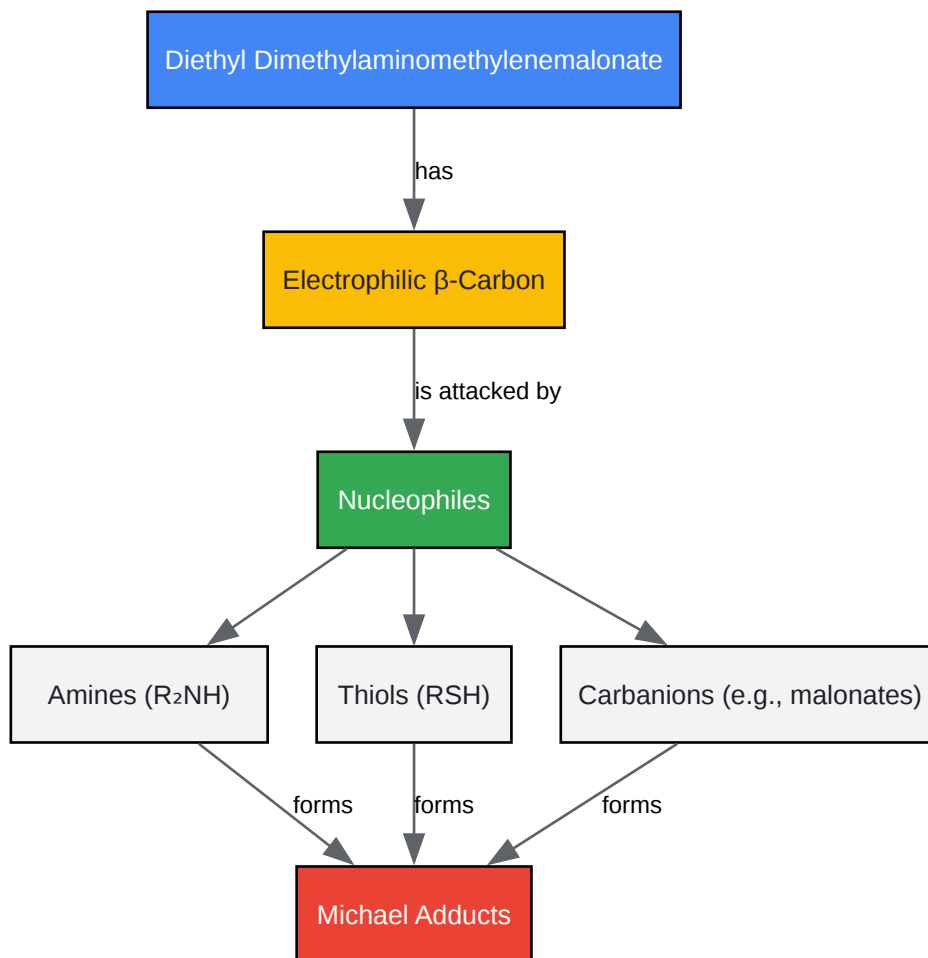 Diethyl Dimethylaminomethylenemalonate
has
Electrophilic β-Carbon
is attacked by
Nucleophiles
Amines (R₂NH)
Thiols (RSH)
Carbanions (e.g., malonates)
forms
forms
forms
Michael Adducts